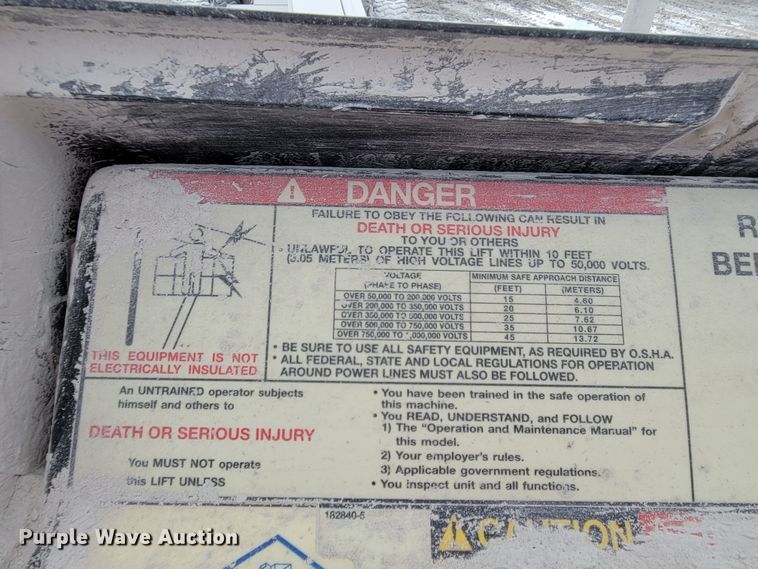 DANGER
FAILURE TO OBEY THE FOLLOWING CAN RESULT IN
DEATH OR SERIOUS INJURY
TO YOU OR OTHERS
• UNLAWFUL TO OPERATE THIS LIFT WITHIN 10 FEET
(3.05 METERS) OF HIGH VOLTAGE LINES UP TO 50,000 VOLTS.
VOLTAGE
(PHASE TO PHASE)
MINIMUM SAFE APPROACH DISTANCE
(FEET) (METERS)
OVER 50,000 TO 200,000 VOLTS 15 4.60
OVER 200,000 TO 350,000 VOLTS 20 6.10
OVER 350,000 TO 500,000 VOLTS 25 7.62
OVER 500,000 TO 750,000 VOLTS 35 10.67
OVER 750,000 TO 1,000,000 VOLTS 45 13.72
• BE SURE TO USE ALL SAFETY EQUIPMENT, AS REQUIRED BY O.S.H.A.
• ALL FEDERAL, STATE AND LOCAL REGULATIONS FOR OPERATION
AROUND POWER LINES MUST ALSO BE FOLLOWED.
THIS EQUIPMENT IS NOT
ELECTRICALLY INSULATED
An UNTRAINED operator subjects
himself and others to
DEATH OR SERIOUS INJURY
You MUST NOT operate
this LIFT UNLESS
• You have been trained in the safe operation of
this machine.
• You READ, UNDERSTAND, and FOLLOW
1) The "Operation and Maintenance Manual" for
this model.
2) Your employer's rules.
3) Applicable government regulations.
• You inspect unit and all functions.
182840-5
CAUTION
Purple Wave Auction